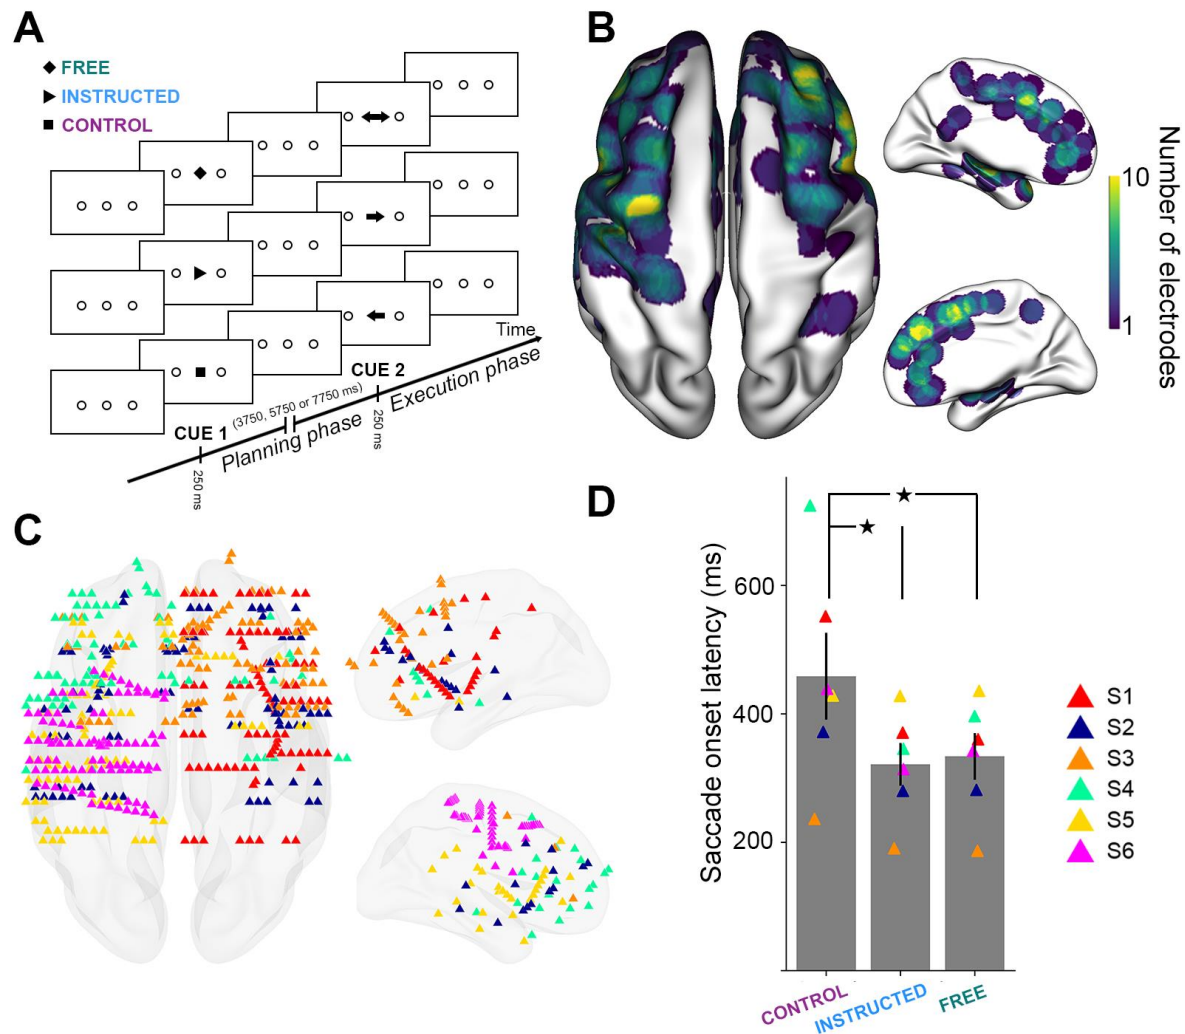 A
FREE
INSTRUCTED
CONTROL
Time
CUE 2
Execution phase
(3750, 5750 or 7750 ms)
CUE 1
Planning phase
250 ms
250 ms
B
10
1
Number of electrodes
C
D
Saccade onset latency (ms)
600
400
200
CONTROL
INSTRUCTED
FREE
S1
S2
S3
S4
S5
S6